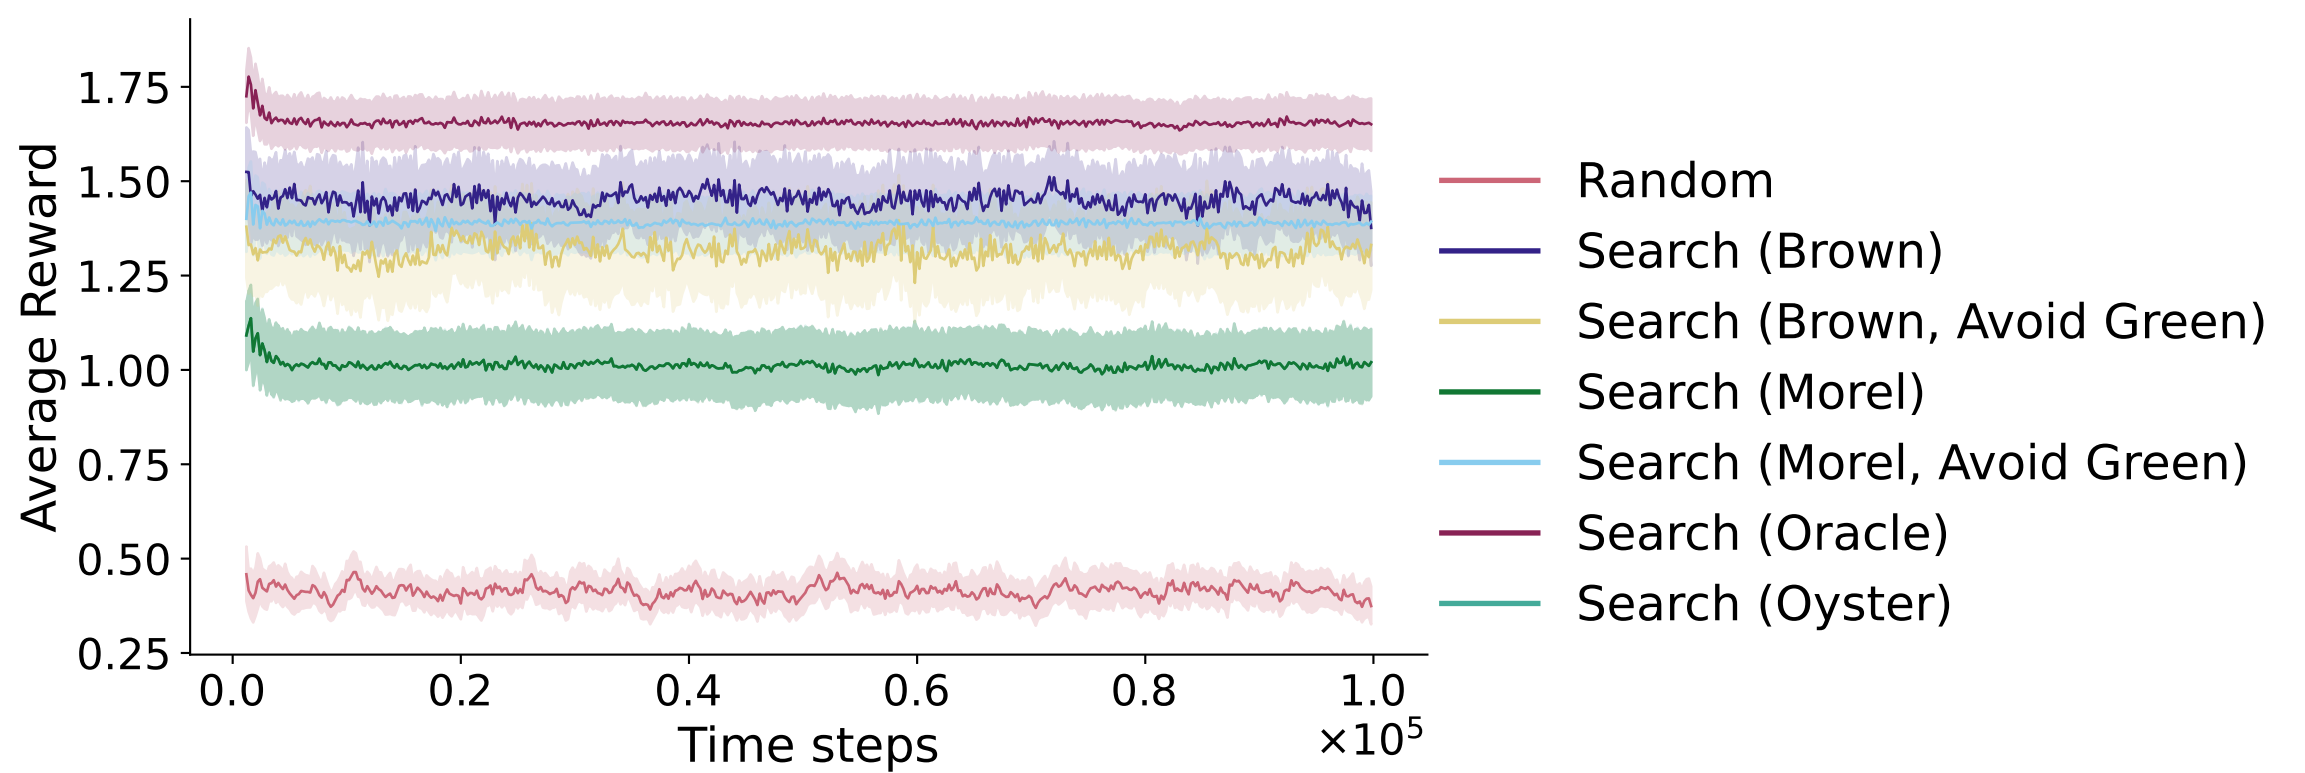 Average Reward
1.75
1.50
1.25
1.00
0.75
0.50
0.25
0.0 0.2 0.4 0.6 0.8 1.0
×10⁵
Time steps
Random
Search (Brown)
Search (Brown, Avoid Green)
Search (Morel)
Search (Morel, Avoid Green)
Search (Oracle)
Search (Oyster)